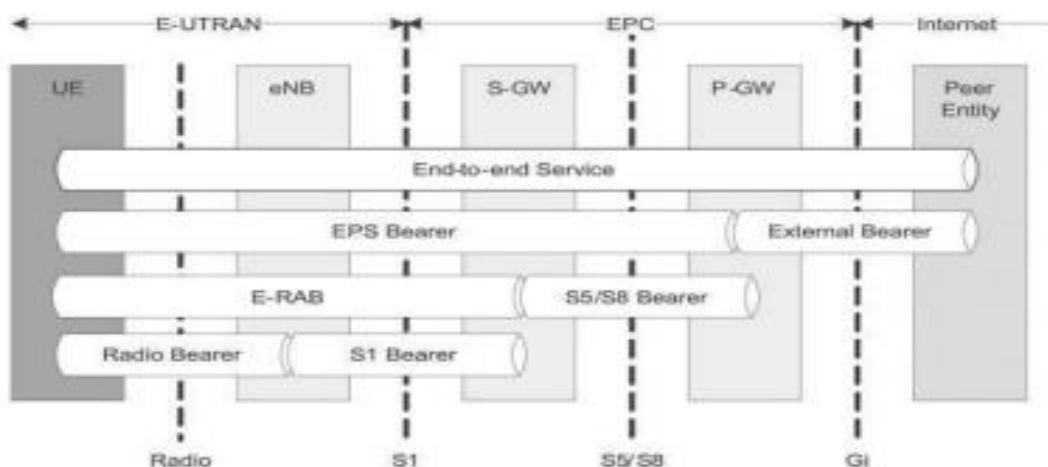 E-UTRAN EPC Internet
UE eNB S-GW P-GW Peer
Entity
End-to-end Service
EPS Bearer External Bearer
E-RAB S5/S8 Bearer
Radio Bearer S1 Bearer
Radio S1 S5/S8 Gi